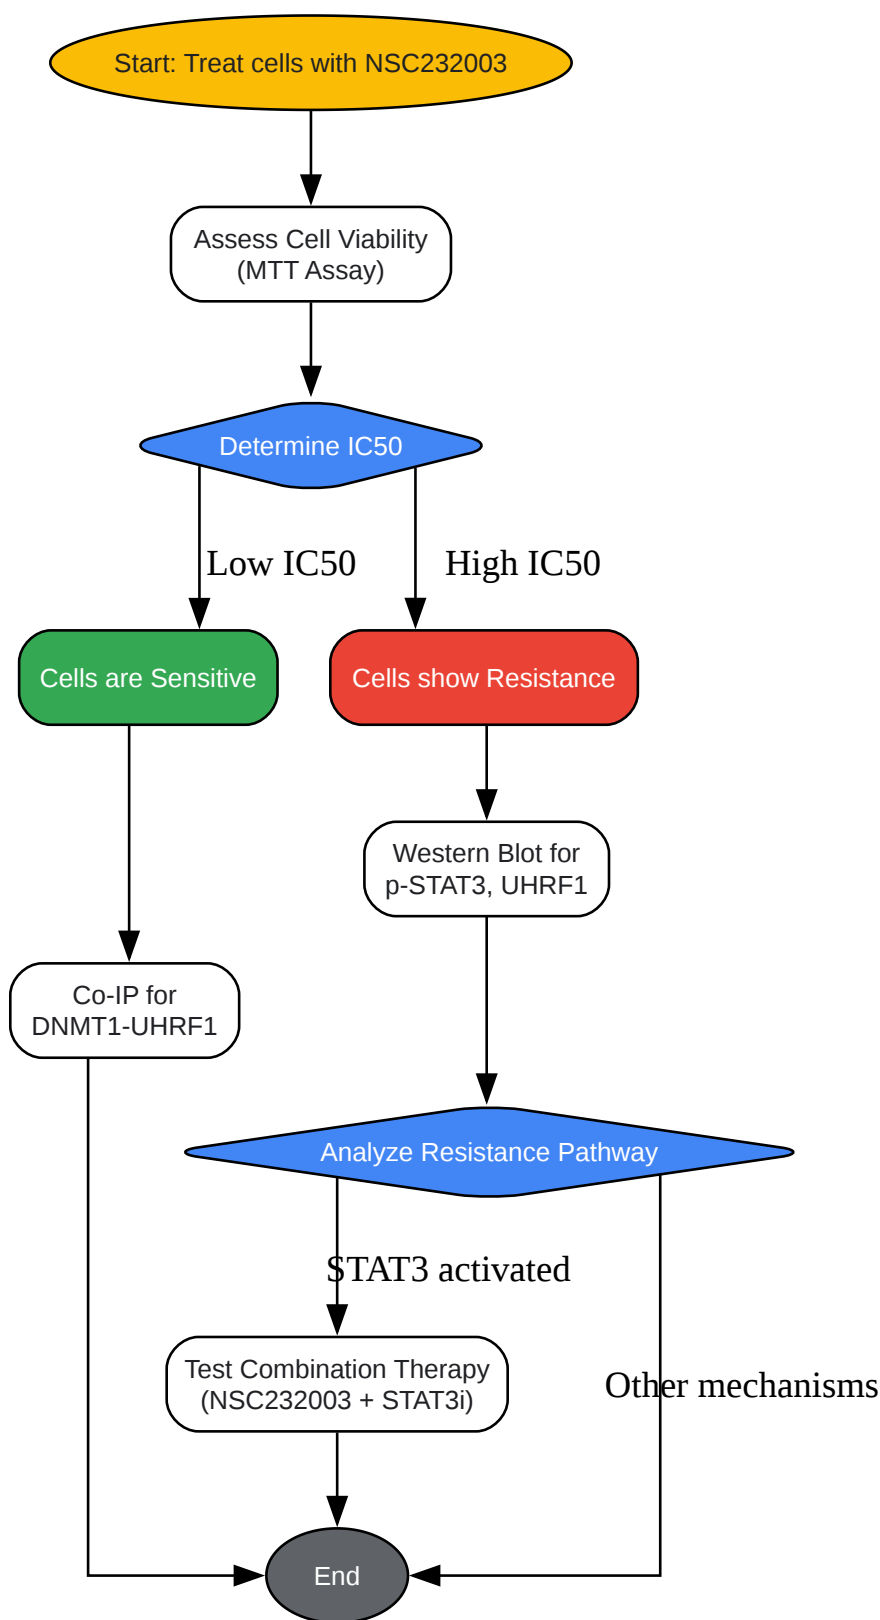 Start: Treat cells with NSC232003
Assess Cell Viability
(MTT Assay)
Determine IC50
Low IC50
High IC50
Cells are Sensitive
Cells show Resistance
Western Blot for
p-STAT3, UHRF1
Co-IP for
DNMT1-UHRF1
Analyze Resistance Pathway
STAT3 activated
Test Combination Therapy
(NSC232003 + STAT3i)
Other mechanisms
End